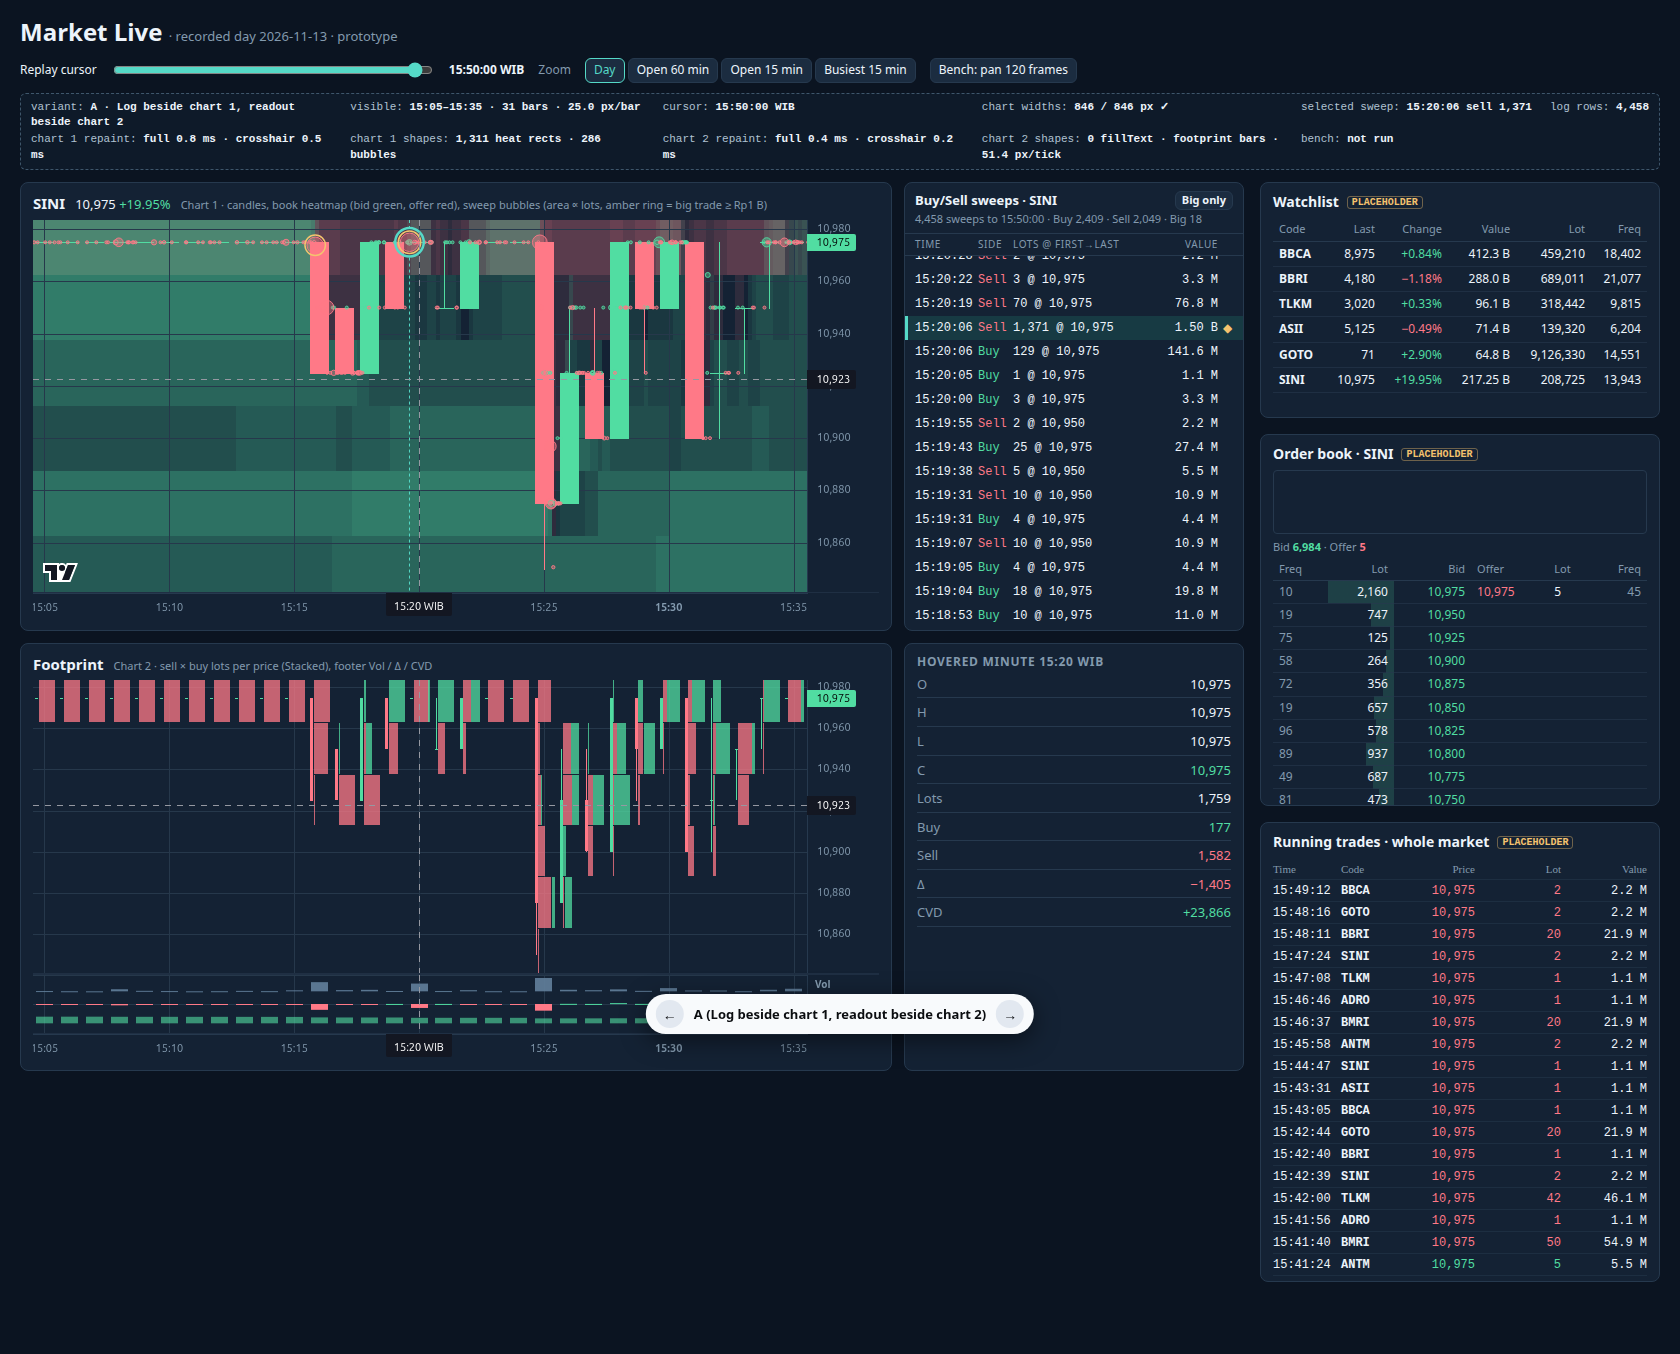 Market Live · recorded day 2026-11-13 · prototype
Replay cursor 15:50:00 WIB Zoom Day Open 60 min Open 15 min Busiest 15 min Bench: pan 120 frames
variant: A · Log beside chart 1, readout beside chart 2
visible: 15:05–15:35 · 31 bars · 25.0 px/bar
cursor: 15:50:00 WIB
chart widths: 846 / 846 px ✓
selected sweep: 15:20:06 sell 1,371
log rows: 4,458
chart 1 repaint: full 0.8 ms · crosshair 0.5 ms
chart 1 shapes: 1,311 heat rects · 286 bubbles
chart 2 repaint: full 0.4 ms · crosshair 0.2 ms
chart 2 shapes: 0 fillText · footprint bars · 51.4 px/tick
bench: not run
SINI 10,975 +19.95% Chart 1 · candles, book heatmap (bid green, offer red), sweep bubbles (area ∝ lots, amber ring = big trade ≥ Rp1 B)
10,980
10,975
10,960
10,940
10,923
10,900
10,880
10,860
15:05 15:10 15:15 15:20 WIB 15:25 15:30 15:35
Buy/Sell sweeps · SINI Big only
4,458 sweeps to 15:50:00 · Buy 2,409 · Sell 2,049 · Big 18
TIME SIDE LOTS @ FIRST→LAST VALUE
15:20:22 Sell 3 @ 10,975 3.3 M
15:20:19 Sell 70 @ 10,975 76.8 M
15:20:06 Sell 1,371 @ 10,975 1.50 B ◆
15:20:06 Buy 129 @ 10,975 141.6 M
15:20:05 Buy 1 @ 10,975 1.1 M
15:20:00 Buy 3 @ 10,975 3.3 M
15:19:55 Sell 2 @ 10,950 2.2 M
15:19:43 Buy 25 @ 10,975 27.4 M
15:19:38 Sell 5 @ 10,950 5.5 M
15:19:31 Sell 10 @ 10,950 10.9 M
15:19:31 Buy 4 @ 10,975 4.4 M
15:19:07 Sell 10 @ 10,950 10.9 M
15:19:05 Buy 4 @ 10,975 4.4 M
15:19:04 Buy 18 @ 10,975 19.8 M
15:18:53 Buy 10 @ 10,975 11.0 M
Footprint Chart 2 · sell × buy lots per price (Stacked), footer Vol / Δ / CVD
10,980
10,975
10,960
10,940
10,923
10,900
10,880
10,860
Vol
15:05 15:10 15:15 15:20 WIB 15:25 15:30 15:35
HOVERED MINUTE 15:20 WIB
O 10,975
H 10,975
L 10,975
C 10,975
Lots 1,759
Buy 177
Sell 1,582
Δ −1,405
CVD +23,866
← A (Log beside chart 1, readout beside chart 2) →
Watchlist PLACEHOLDER
Code Last Change Value Lot Freq
BBCA 8,975 +0.84% 412.3 B 459,210 18,402
BBRI 4,180 −1.18% 288.0 B 689,011 21,077
TLKM 3,020 +0.33% 96.1 B 318,442 9,815
ASII 5,125 −0.49% 71.4 B 139,320 6,204
GOTO 71 +2.90% 64.8 B 9,126,330 14,551
SINI 10,975 +19.95% 217.25 B 208,725 13,943
Order book · SINI PLACEHOLDER
Bid 6,984 · Offer 5
Freq Lot Bid Offer Lot Freq
10 2,160 10,975 10,975 5 45
19 747 10,950
75 125 10,925
58 264 10,900
72 356 10,875
19 657 10,850
96 578 10,825
89 937 10,800
49 687 10,775
81 473 10,750
Running trades · whole market PLACEHOLDER
Time Code Price Lot Value
15:49:12 BBCA 10,975 2 2.2 M
15:48:16 GOTO 10,975 2 2.2 M
15:48:11 BBRI 10,975 20 21.9 M
15:47:24 SINI 10,975 2 2.2 M
15:47:08 TLKM 10,975 1 1.1 M
15:46:46 ADRO 10,975 1 1.1 M
15:46:37 BMRI 10,975 20 21.9 M
15:45:58 ANTM 10,975 2 2.2 M
15:44:47 SINI 10,975 1 1.1 M
15:43:31 ASII 10,975 1 1.1 M
15:43:05 BBCA 10,975 1 1.1 M
15:42:44 GOTO 10,975 20 21.9 M
15:42:40 BBRI 10,975 1 1.1 M
15:42:39 SINI 10,975 2 2.2 M
15:42:00 TLKM 10,975 42 46.1 M
15:41:56 ADRO 10,975 1 1.1 M
15:41:40 BMRI 10,975 50 54.9 M
15:41:24 ANTM 10,975 5 5.5 M